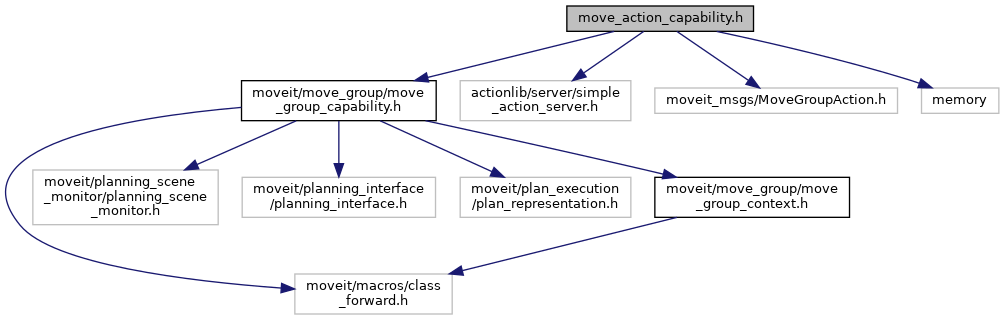 move_action_capability.h
moveit/move_group/move
_group_capability.h
actionlib/server/simple
_action_server.h
moveit_msgs/MoveGroupAction.h
memory
moveit/planning_scene
_monitor/planning_scene
_monitor.h
moveit/planning_interface
/planning_interface.h
moveit/plan_execution
/plan_representation.h
moveit/move_group/move
_group_context.h
moveit/macros/class
_forward.h